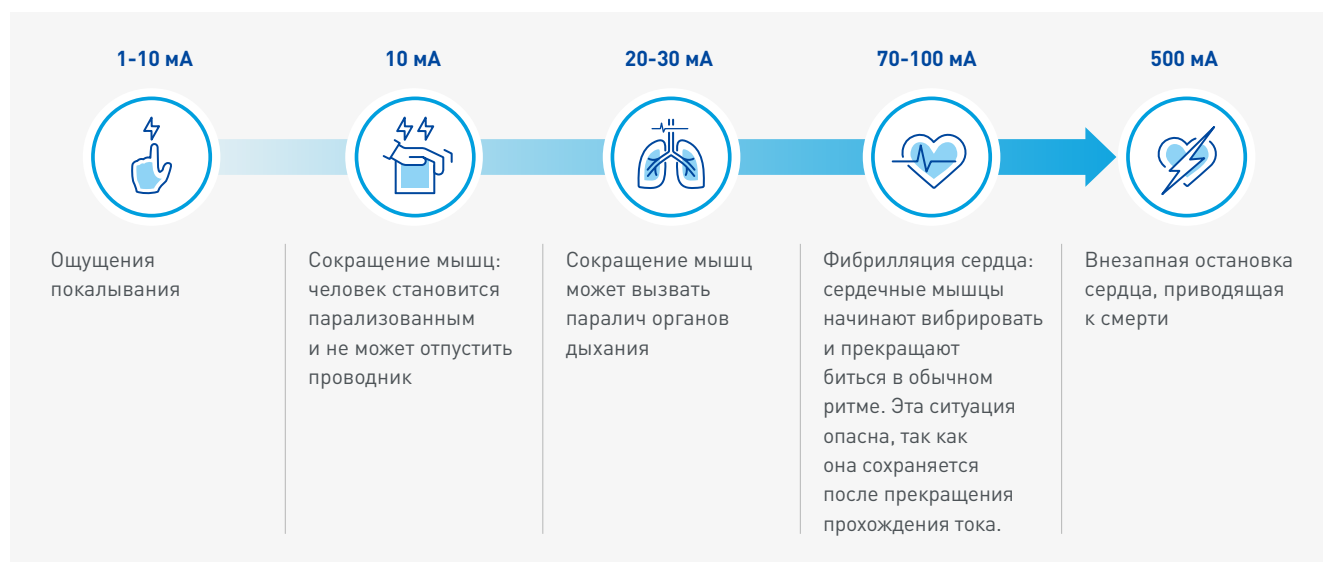 1-10 мА
Ощущения
покалывания
10 мА
Сокращение мышц:
человек становится
парализованным
и не может отпустить
проводник
20-30 мА
Сокращение мышц
может вызвать
паралич органов
дыхания
70-100 мА
Фибрилляция сердца:
сердечные мышцы
начинают вибрировать
и прекращают
биться в обычном
ритме. Эта ситуация
опасна, так как
она сохраняется
после прекращения
прохождения тока.
500 мА
Внезапная остановка
сердца, приводящая
к смерти